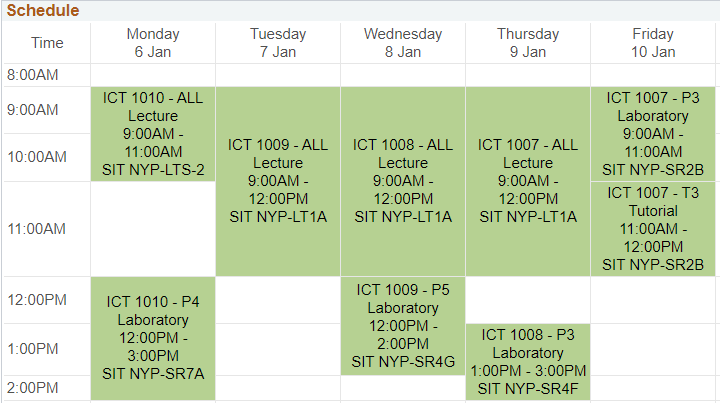 Schedule
Time
Monday
6 Jan
Tuesday
7 Jan
Wednesday
8 Jan
Thursday
9 Jan
Friday
10 Jan
8:00AM
9:00AM
ICT 1010 - ALL
Lecture
9:00AM -
11:00AM
SIT NYP-LTS-2
ICT 1009 - ALL
Lecture
9:00AM -
12:00PM
SIT NYP-LT1A
ICT 1008 - ALL
Lecture
9:00AM -
12:00PM
SIT NYP-LT1A
ICT 1007 - ALL
Lecture
9:00AM -
12:00PM
SIT NYP-LT1A
ICT 1007 - P3
Laboratory
9:00AM -
11:00AM
SIT NYP-SR2B
10:00AM
11:00AM
ICT 1007 - T3
Tutorial
11:00AM -
12:00PM
SIT NYP-SR2B
12:00PM
ICT 1010 - P4
Laboratory
12:00PM -
3:00PM
SIT NYP-SR7A
ICT 1009 - P5
Laboratory
12:00PM -
2:00PM
SIT NYP-SR4G
1:00PM
ICT 1008 - P3
Laboratory
1:00PM - 3:00PM
SIT NYP-SR4F
2:00PM